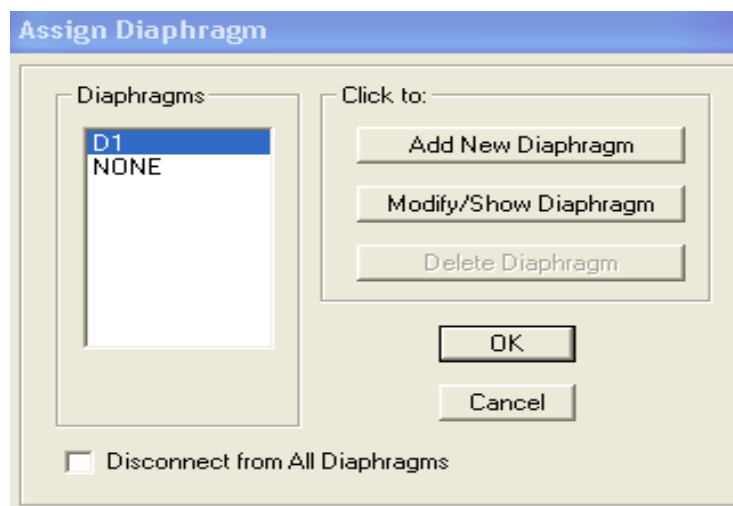 Assign Diaphragm
Diaphragms
D1
NONE
Click to:
Add New Diaphragm
Modify/Show Diaphragm
Delete Diaphragm
OK
Cancel
Disconnect from All Diaphragms